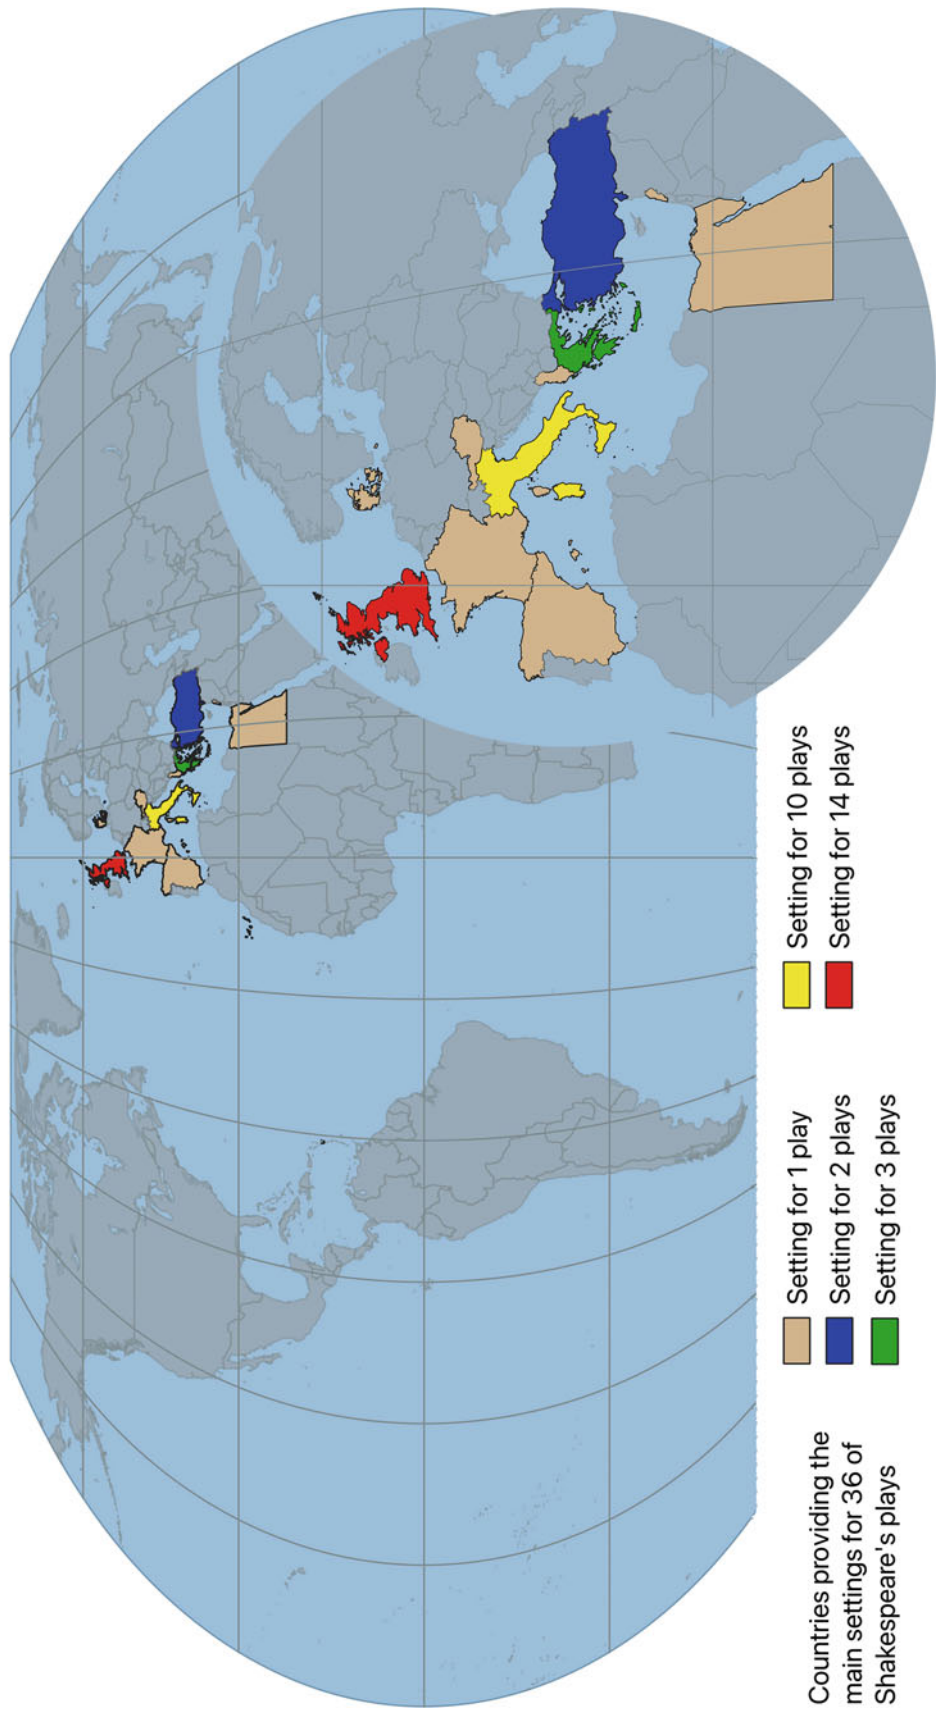 Countries providing the
main settings for 36 of
Shakespeare's plays
Setting for 1 play
Setting for 2 plays
Setting for 3 plays
Setting for 10 plays
Setting for 14 plays